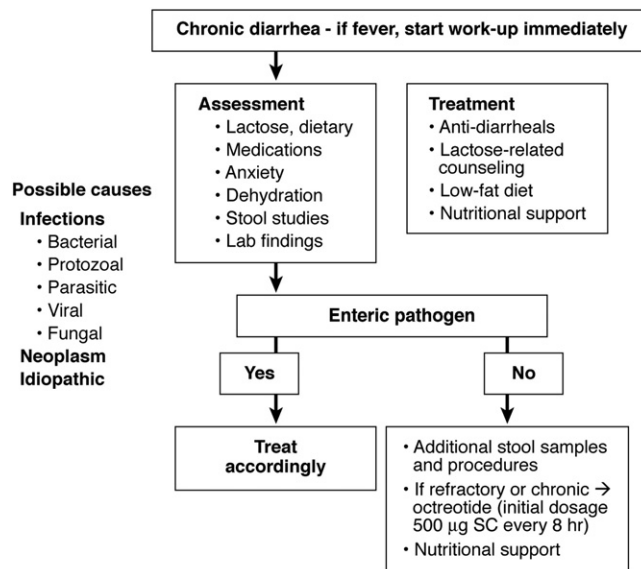 Chronic diarrhea - if fever, start work-up immediately
Assessment
• Lactose, dietary
• Medications
• Anxiety
• Dehydration
• Stool studies
• Lab findings
Treatment
• Anti-diarrheals
• Lactose-related
counseling
• Low-fat diet
• Nutritional support
Possible causes
Infections
• Bacterial
• Protozoal
• Parasitic
• Viral
• Fungal
Neoplasm
Idiopathic
Enteric pathogen
Yes
No
Treat
accordingly
• Additional stool samples
and procedures
• If refractory or chronic →
octreotide (initial dosage
500 µg SC every 8 hr)
• Nutritional support